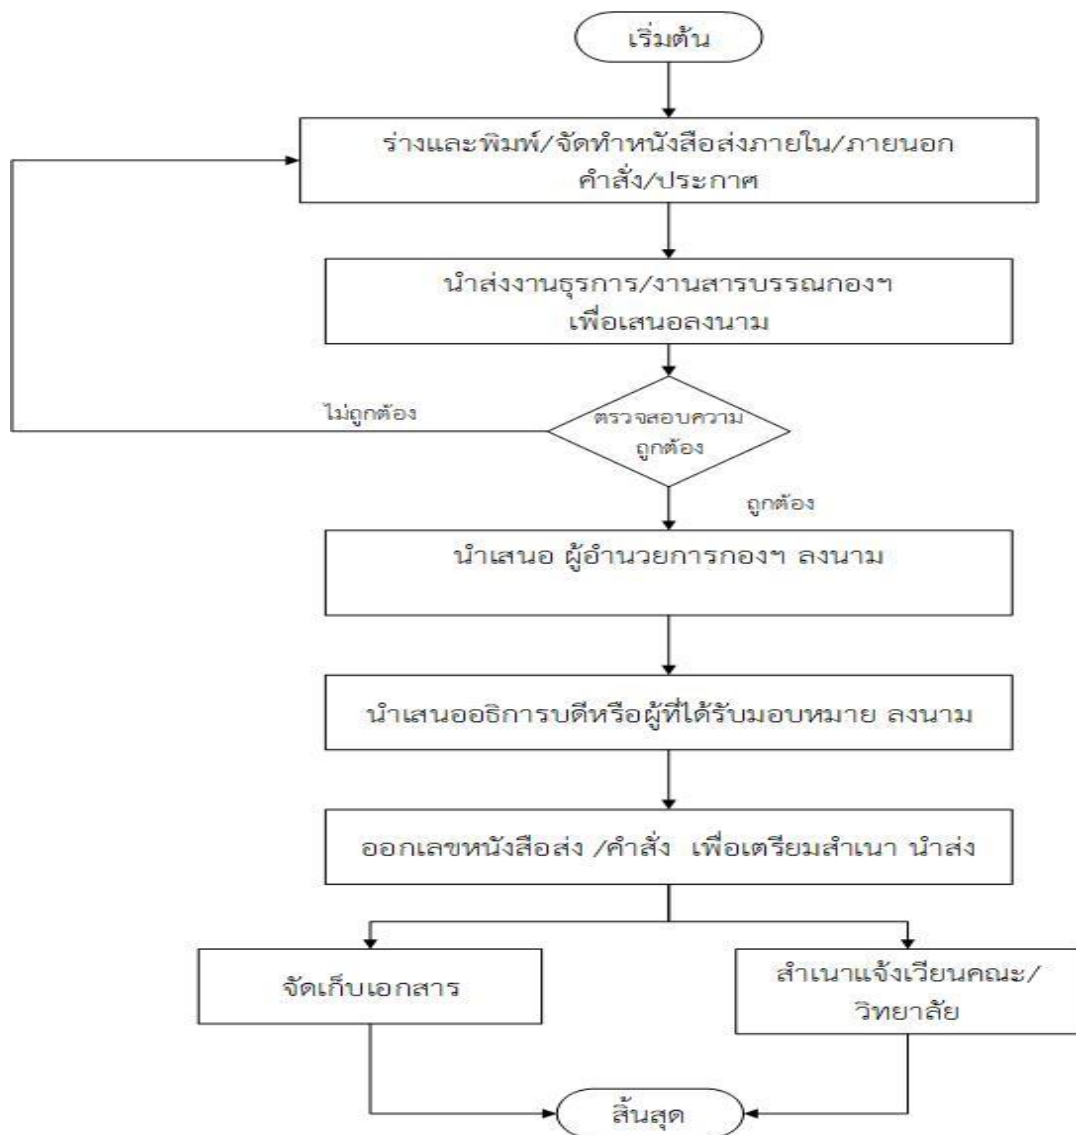 เริ่มต้น
ร่างและพิมพ์/จัดทำหนังสือส่งภายใน/ภายนอก
คำสั่ง/ประกาศ
นำส่งงานธุรการ/งานสารบรรณกองฯ
เพื่อเสนอลงนาม
ไม่ถูกต้อง
ตรวจสอบความ
ถูกต้อง
ถูกต้อง
นำเสนอ ผู้อำนวยการกองฯ ลงนาม
นำเสนออธิการบดีหรือผู้ที่ได้รับมอบหมาย ลงนาม
ออกเลขหนังสือส่ง /คำสั่ง เพื่อเตรียมสำเนา นำส่ง
จัดเก็บเอกสาร
สำเนาแจ้งเวียนคณะ/
วิทยาลัย
สิ้นสุด